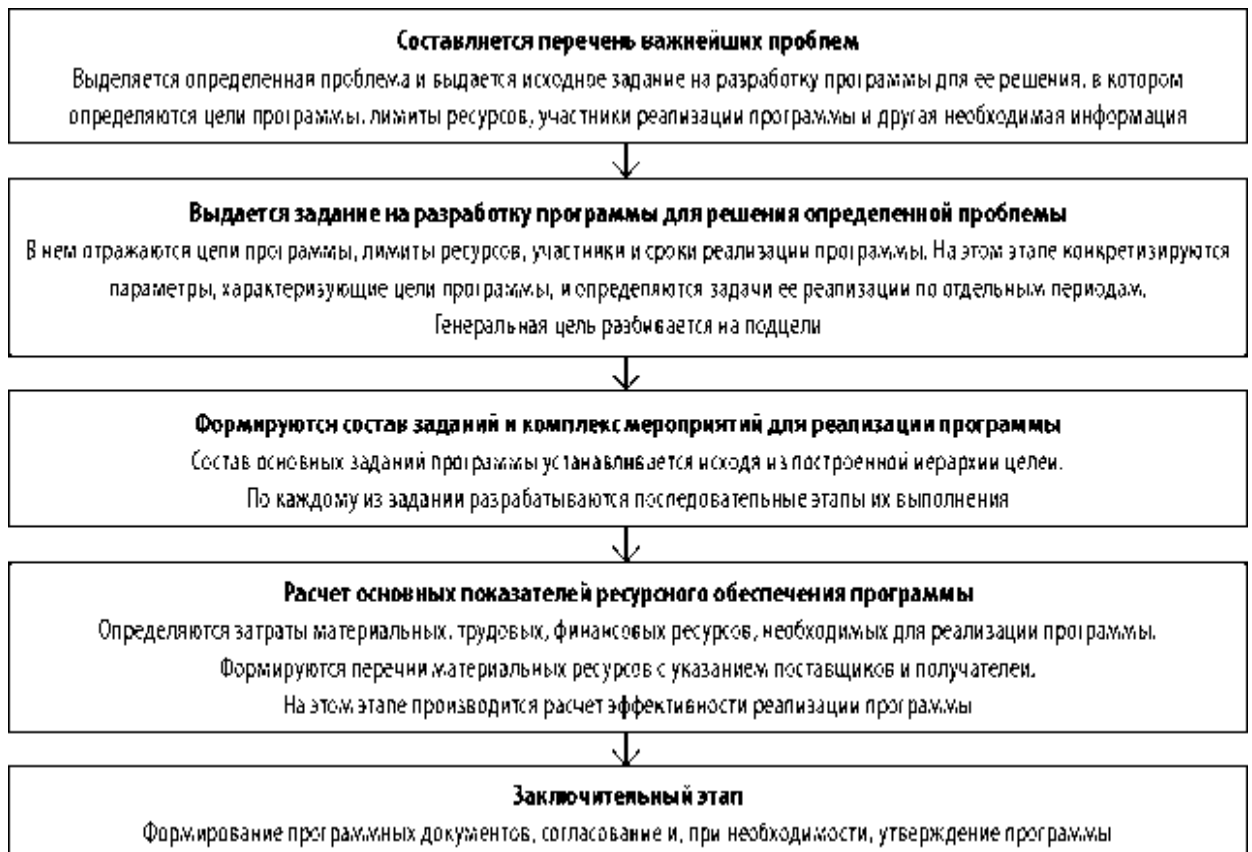 Составляется перечень важнейших проблем
Выделяется определенная проблема и выдается исходное задание на разработку программы для ее решения, в котором
определяются цели программы, лимиты ресурсов, участники реализации программы и другая необходимая информация
Выдается задание на разработку программы для решения определенной проблемы
В нем отражаются цели программы, лимиты ресурсов, участники и сроки реализации программы. На этом этапе конкретизируются
параметры, характеризующие цели программы, и определяются задачи ее реализации по отдельным периодам.
Генеральная цель разбивается на подцели
Формируются состав заданий и комплекс мероприятий для реализации программы
Состав основных заданий программы устанавливается исходя из построенной иерархии целей.
По каждому из заданий разрабатываются последовательные этапы их выполнения
Расчет основных показателей ресурсного обеспечения программы
Определяются затраты материальных, трудовых, финансовых ресурсов, необходимых для реализации программы.
Формируются перечни материальных ресурсов с указанием поставщиков и получателей.
На этом этапе производится расчет эффективности реализации программы
Заключительный этап
Формирование программных документов, согласование и, при необходимости, утверждение программы